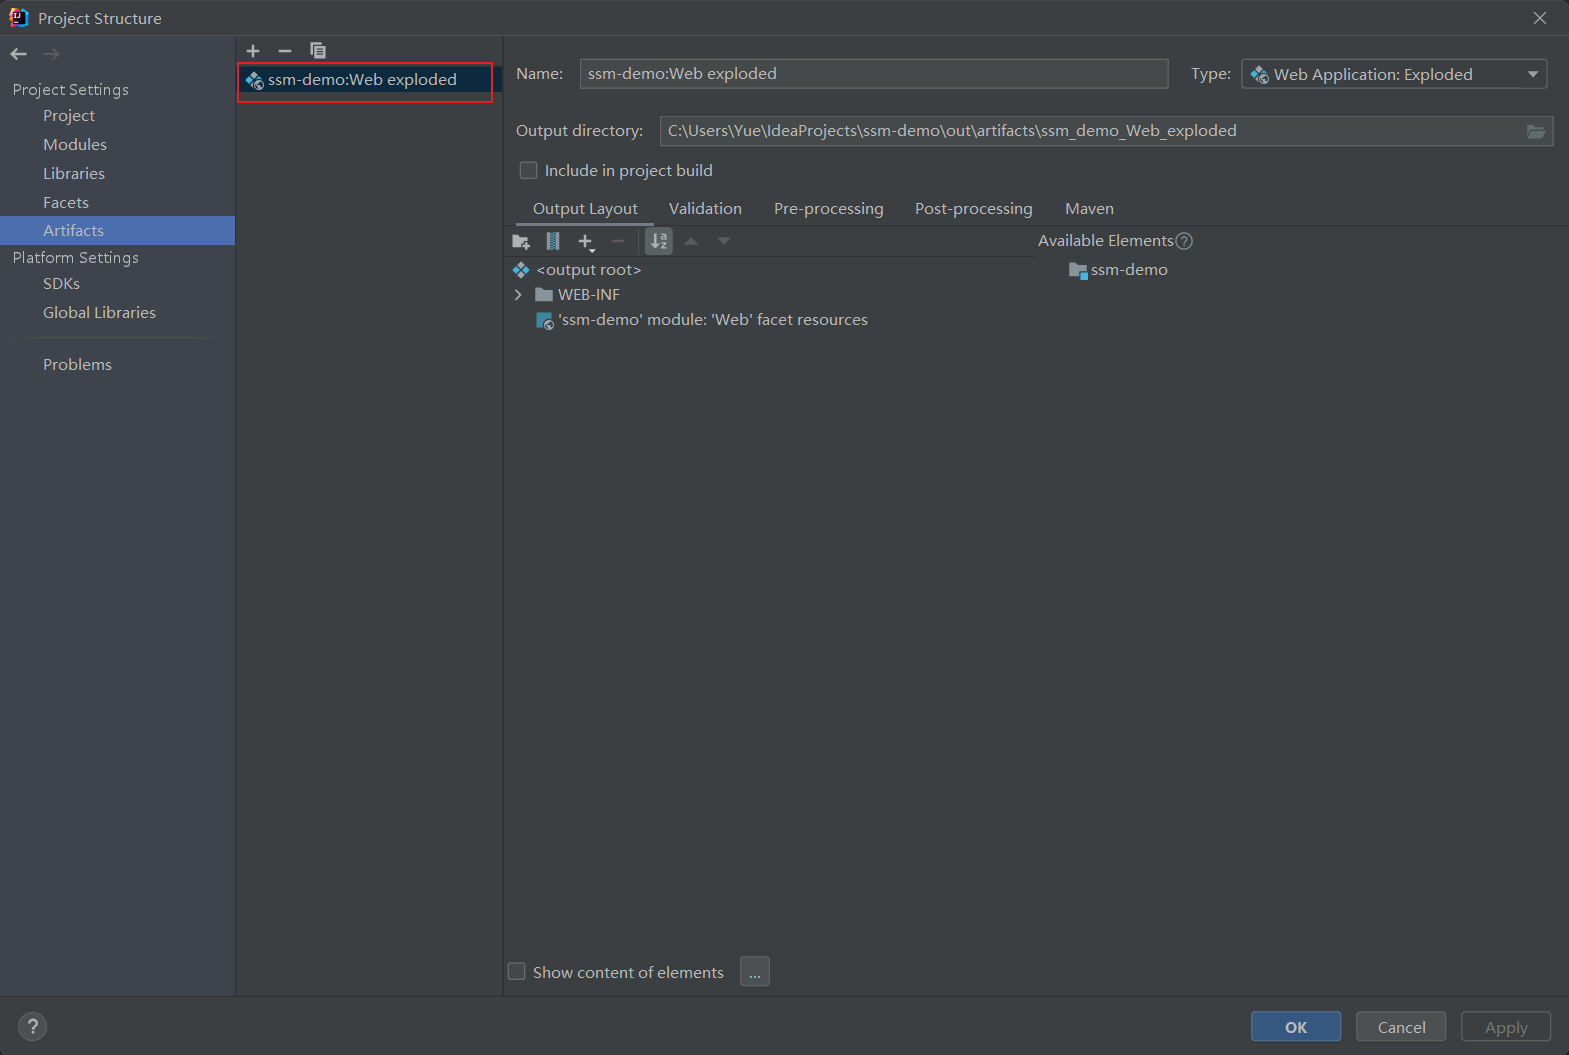 Project Structure
Project Settings
Project
Modules
Libraries
Facets
Artifacts
Platform Settings
SDKs
Global Libraries
Problems
ssm-demo:Web exploded
Name: ssm-demo:Web exploded Type: Web Application: Exploded
Output directory: C:\Users\Yue\IdeaProjects\ssm-demo\out\artifacts\ssm_demo_Web_exploded
Include in project build
Output Layout Validation Pre-processing Post-processing Maven
Available Elements ?
<output root>
WEB-INF
'ssm-demo' module: 'Web' facet resources
ssm-demo
Show content of elements ...
? OK Cancel Apply